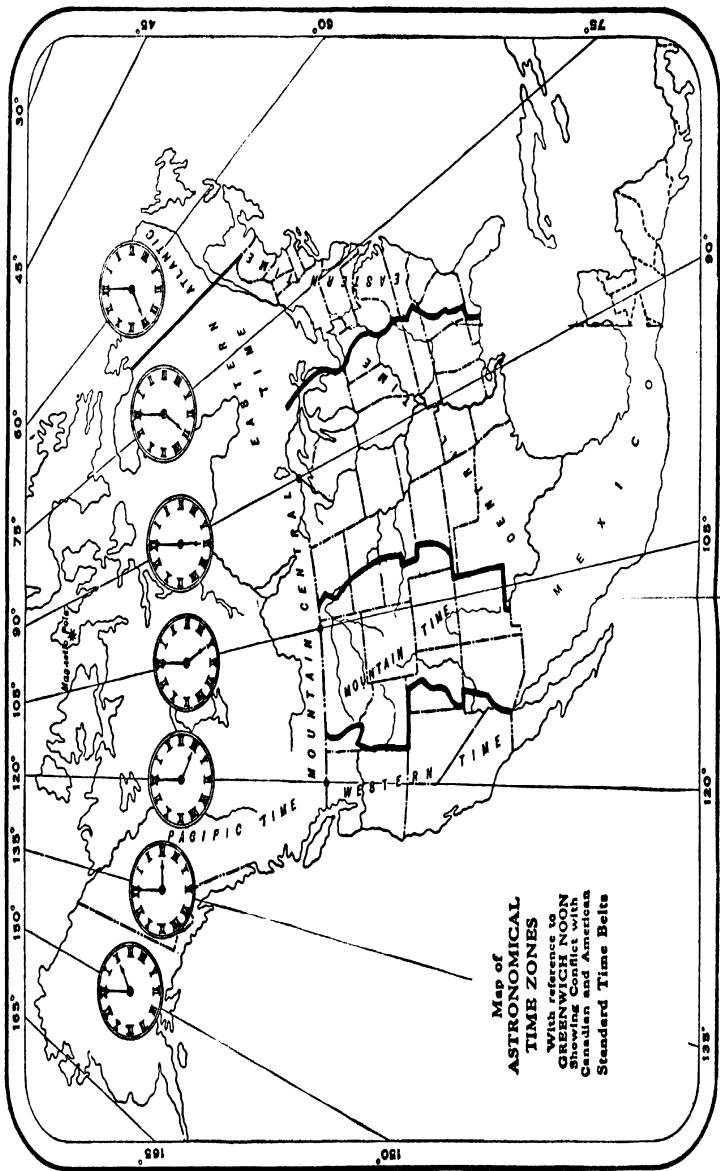 165°
150°
135°
120°
105°
90°
75°
60°
45°
30°
Magnetic Pole
PACIFIC TIME
MOUNTAIN
CENTRAL
EASTERN
TIME
ATLANTIC
TIME
WESTERN TIME
MOUNTAIN TIME
CENTRAL
EASTERN
MEXICO
165°
150°
45°
60°
75°
Map of
ASTRONOMICAL
TIME ZONES
With reference to
GREENWICH NOON
Showing Conflict with
Canadian and American
Standard Time Belts
135°
120°
105°
90°